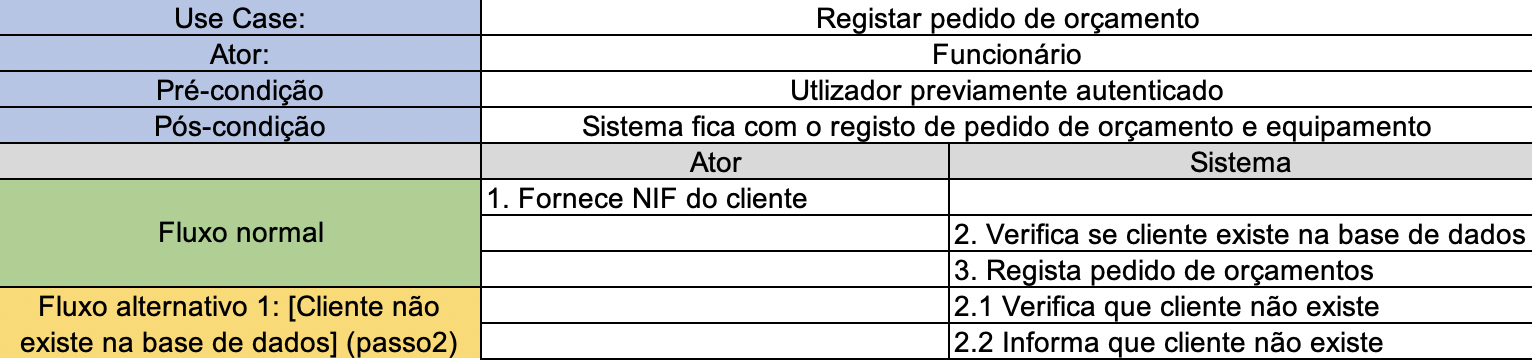 Use Case: Registar pedido de orçamento
Ator: Funcionário
Pré-condição Utlizador previamente autenticado
Pós-condição Sistema fica com o registo de pedido de orçamento e equipamento
Ator Sistema
Fluxo normal
1. Fornece NIF do cliente
2. Verifica se cliente existe na base de dados
3. Regista pedido de orçamentos
Fluxo alternativo 1: [Cliente não
existe na base de dados] (passo2)
2.1 Verifica que cliente não existe
2.2 Informa que cliente não existe